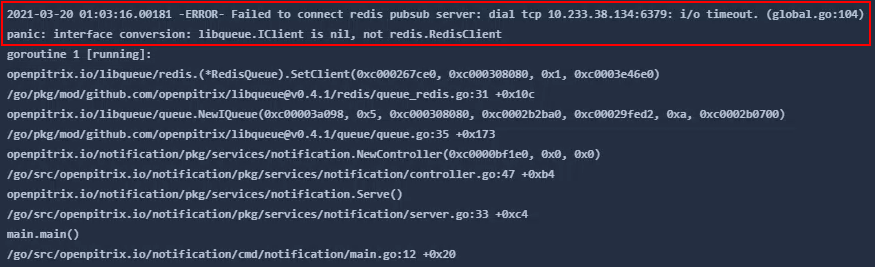 2021-03-20 01:03:16.00181 -ERROR- Failed to connect redis pubsub server: dial tcp 10.233.38.134:6379: i/o timeout. (global.go:104)
panic: interface conversion: libqueue.IClient is nil, not redis.RedisClient
goroutine 1 [running]:
openpitrix.io/libqueue/redis.(*RedisQueue).SetClient(0xc000267ce0, 0xc000308080, 0x1, 0xc0003e46e0)
/go/pkg/mod/github.com/openpitrix/libqueue@v0.4.1/redis/queue_redis.go:31 +0x10c
openpitrix.io/libqueue/queue.NewIQueue(0xc00003a098, 0x5, 0xc000308080, 0xc0002b2ba0, 0xc00029fed2, 0xa, 0xc0002b0700)
/go/pkg/mod/github.com/openpitrix/libqueue@v0.4.1/queue/queue.go:35 +0x173
openpitrix.io/notification/pkg/services/notification.NewController(0xc0000bf1e0, 0x0, 0x0)
/go/src/openpitrix.io/notification/pkg/services/notification/controller.go:47 +0xb4
openpitrix.io/notification/pkg/services/notification.Serve()
/go/src/openpitrix.io/notification/pkg/services/notification/server.go:33 +0xc4
main.main()
/go/src/openpitrix.io/notification/cmd/notification/main.go:12 +0x20